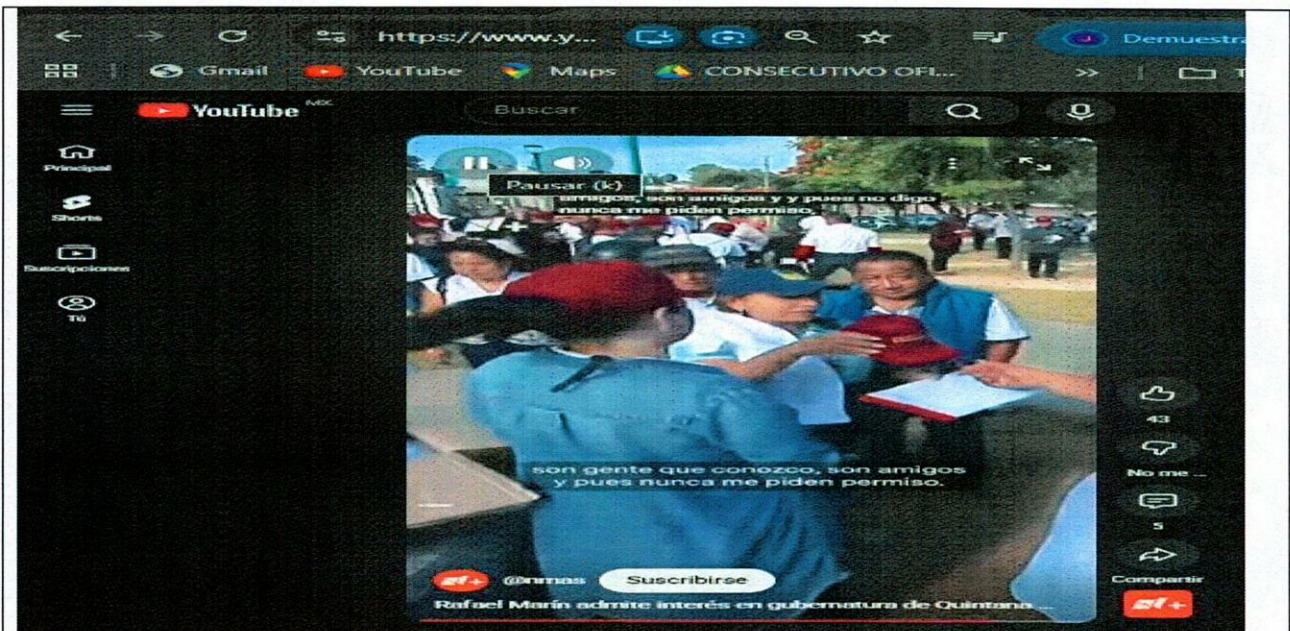 https://www.y...
Demuestra
Gmail
YouTube
Maps
CONSECUTIVO OFI...
YouTube MX
Buscar
Principal
Shorts
Suscripciones
Tú
Pausar (k)
amigos, son amigos y y pues no digo
nunca me piden permiso,
son gente que conozco, son amigos
y pues nunca me piden permiso.
43
No me ...
5
Compartir
@nmas
Suscribirse
Rafael Marín admite interés en gubernatura de Quintana ...